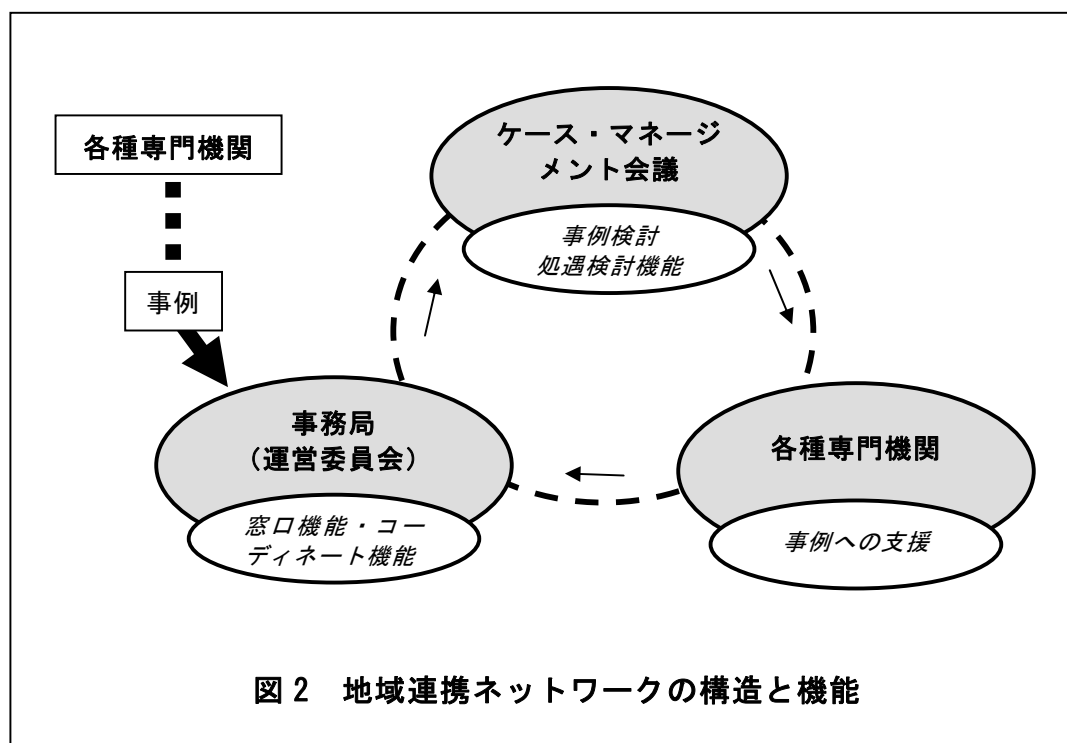 各種専門機関
事例
ケース・マネージ
メント会議
事例検討
処遇検討機能
事務局
（運営委員会）
窓口機能・コー
ディネート機能
各種専門機関
事例への支援
図２　地域連携ネットワークの構造と機能